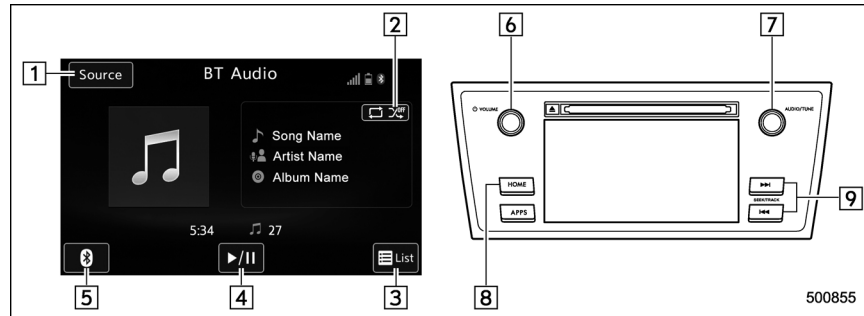 1
Source
BT Audio
2
OFF
Song Name
Artist Name
Album Name
5:34
27
List
5
4
3
6
7
VOLUME
AUDIO/TUNE
HOME
APPS
SEEK/TRACK
8
9
500855